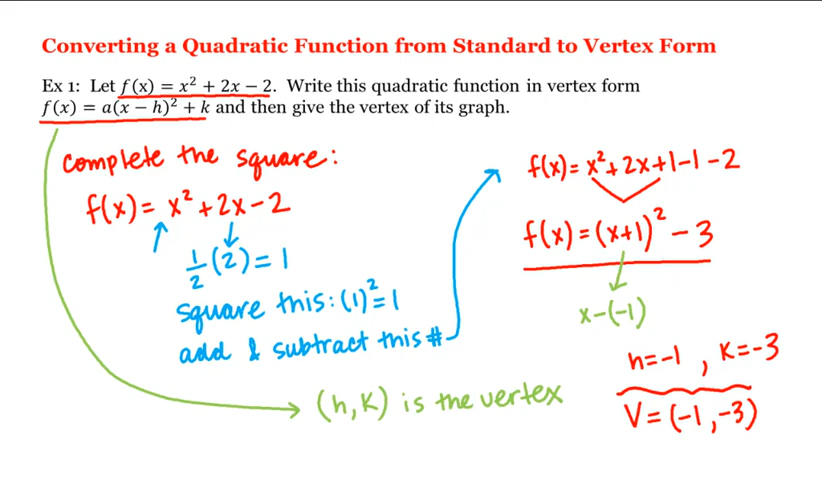 Converting a Quadratic Function from Standard to Vertex Form
Ex 1: Let f(x) = x² + 2x − 2. Write this quadratic function in vertex form
f(x) = a(x − h)² + k and then give the vertex of its graph.
complete the square:
f(x) = x² + 2x − 2
½(2) = 1
square this: (1)² = 1
add & subtract this #
f(x) = x² + 2x + 1 − 1 − 2
f(x) = (x+1)² − 3
x − (−1)
h = −1 , K = −3
V = (−1, −3)
(h, K) is the vertex